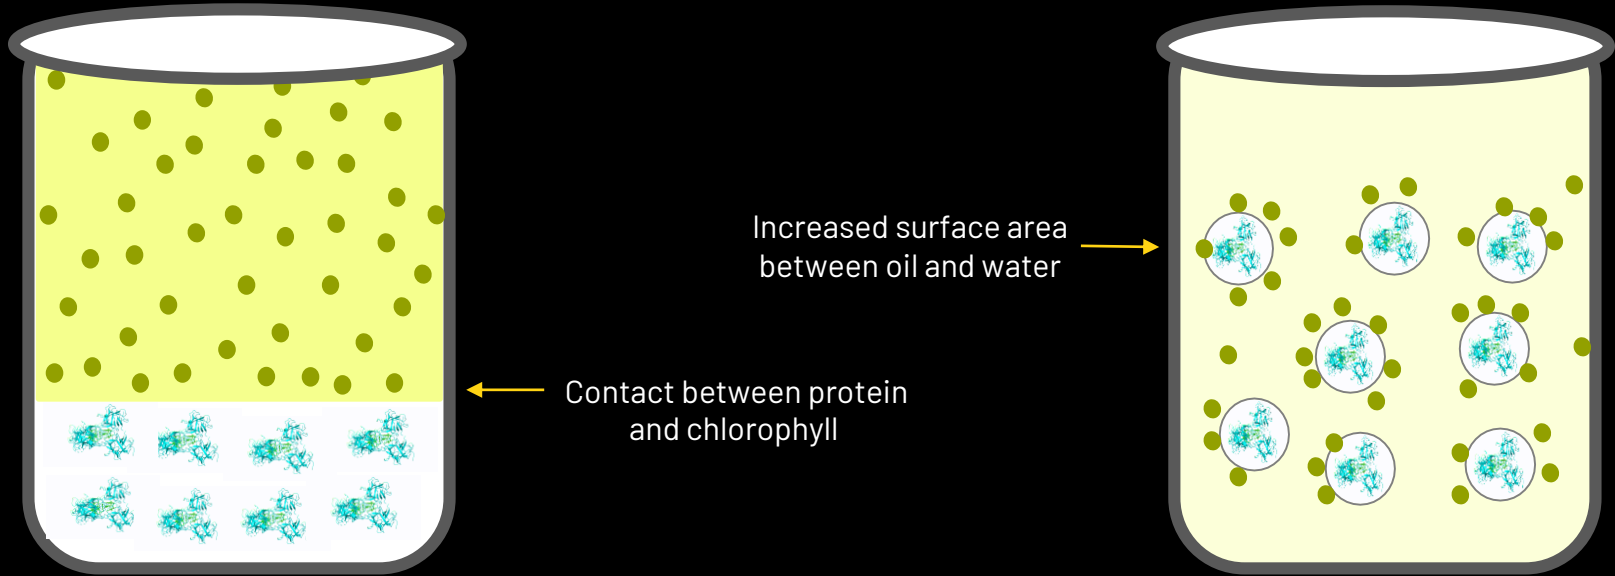 Increased surface area
between oil and water
Contact between protein
and chlorophyll